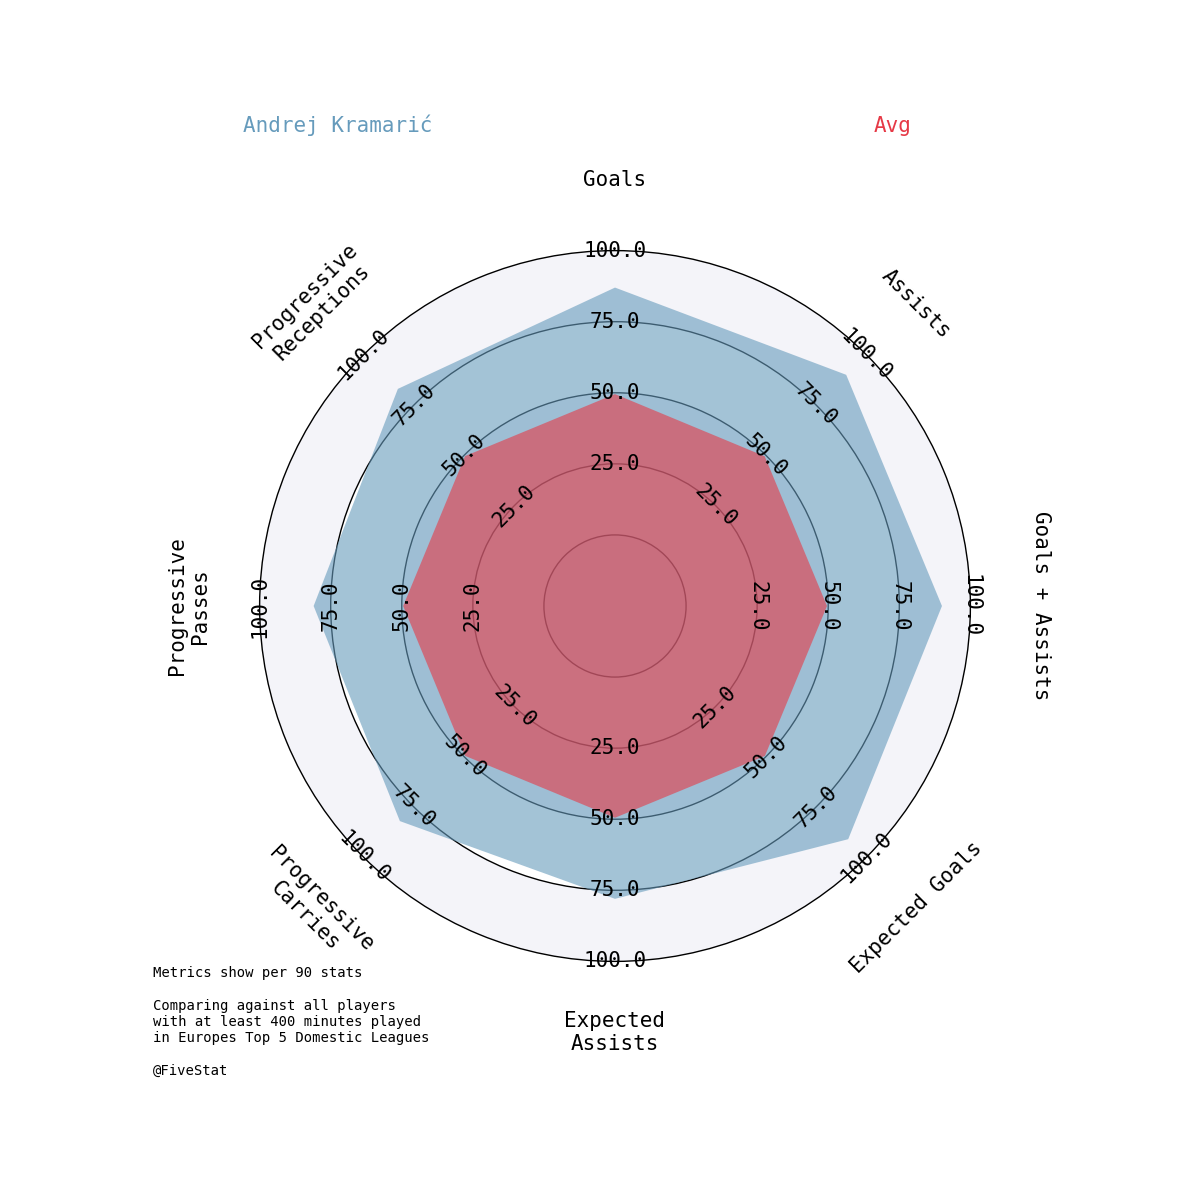 Andrej Kramarić
Avg
Goals
Assists
Goals + Assists
Expected Goals
Expected
Assists
Progressive
Carries
Progressive
Passes
Progressive
Receptions
100.0
75.0
50.0
25.0
100.0
75.0
50.0
25.0
100.0
75.0
50.0
25.0
100.0
75.0
50.0
25.0
100.0
75.0
50.0
25.0
100.0
75.0
50.0
25.0
100.0
75.0
50.0
25.0
100.0
75.0
50.0
25.0
Metrics show per 90 stats
Comparing against all players
with at least 400 minutes played
in Europes Top 5 Domestic Leagues
@FiveStat